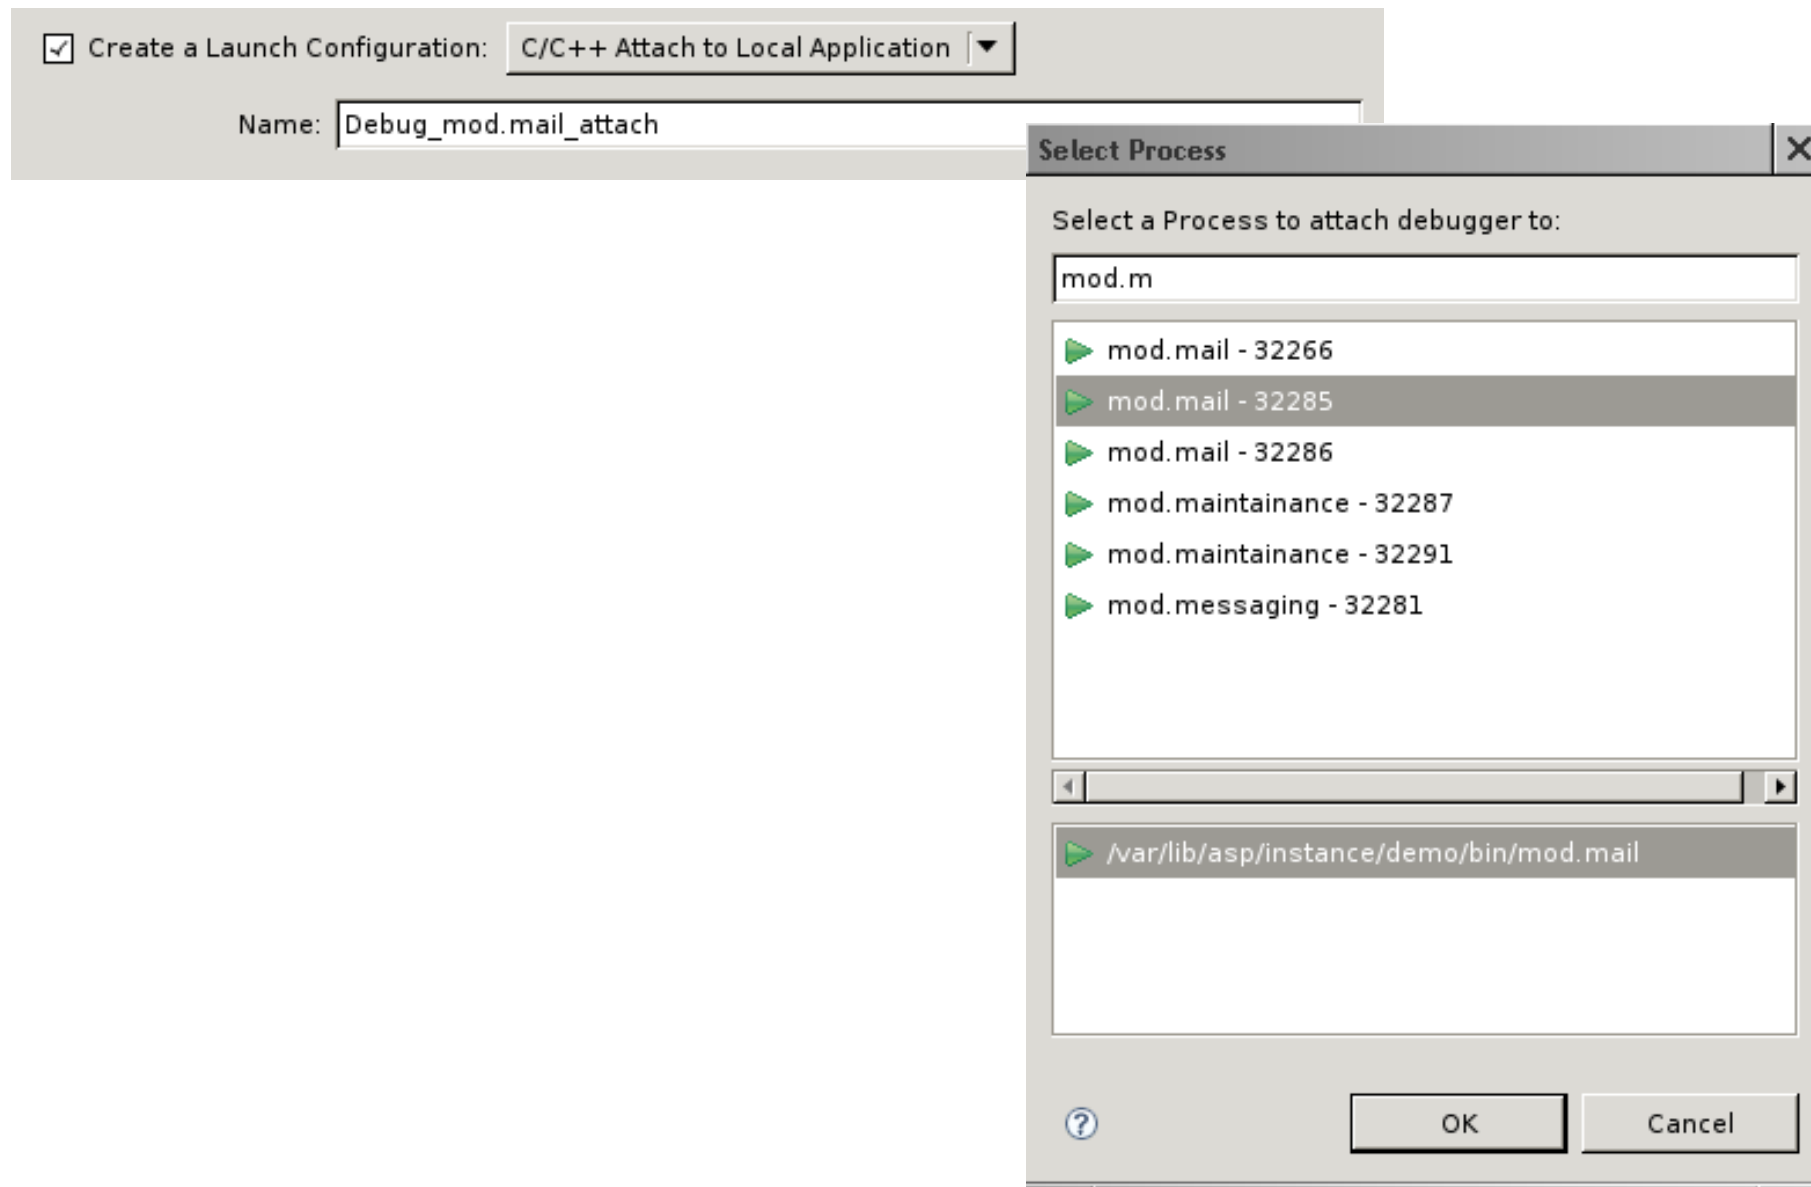 Create a Launch Configuration: C/C++ Attach to Local Application
Name: Debug_mod.mail_attach
Select Process
Select a Process to attach debugger to:
mod.m
mod.mail - 32266
mod.mail - 32285
mod.mail - 32286
mod.maintainance - 32287
mod.maintainance - 32291
mod.messaging - 32281
/var/lib/asp/instance/demo/bin/mod.mail
OK Cancel